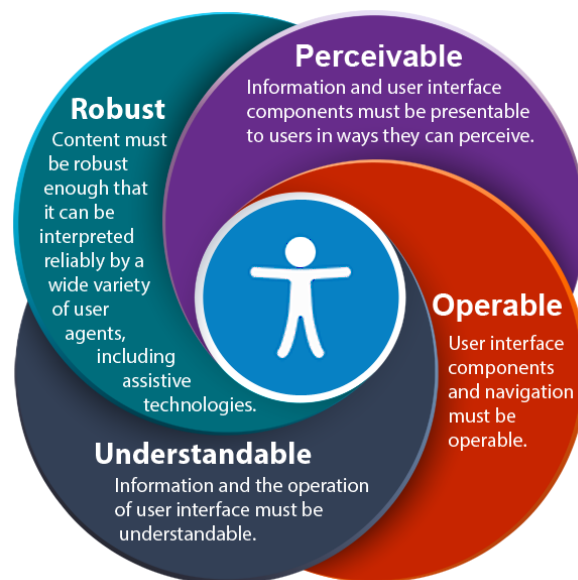 Perceivable
Information and user interface
components must be presentable
to users in ways they can perceive.
Operable
User interface
components
and navigation
must be
operable.
Understandable
Information and the operation
of user interface must be
understandable.
Robust
Content must
be robust
enough that
it can be
interpreted
reliably by a
wide variety
of user
agents,
including
assistive
technologies.